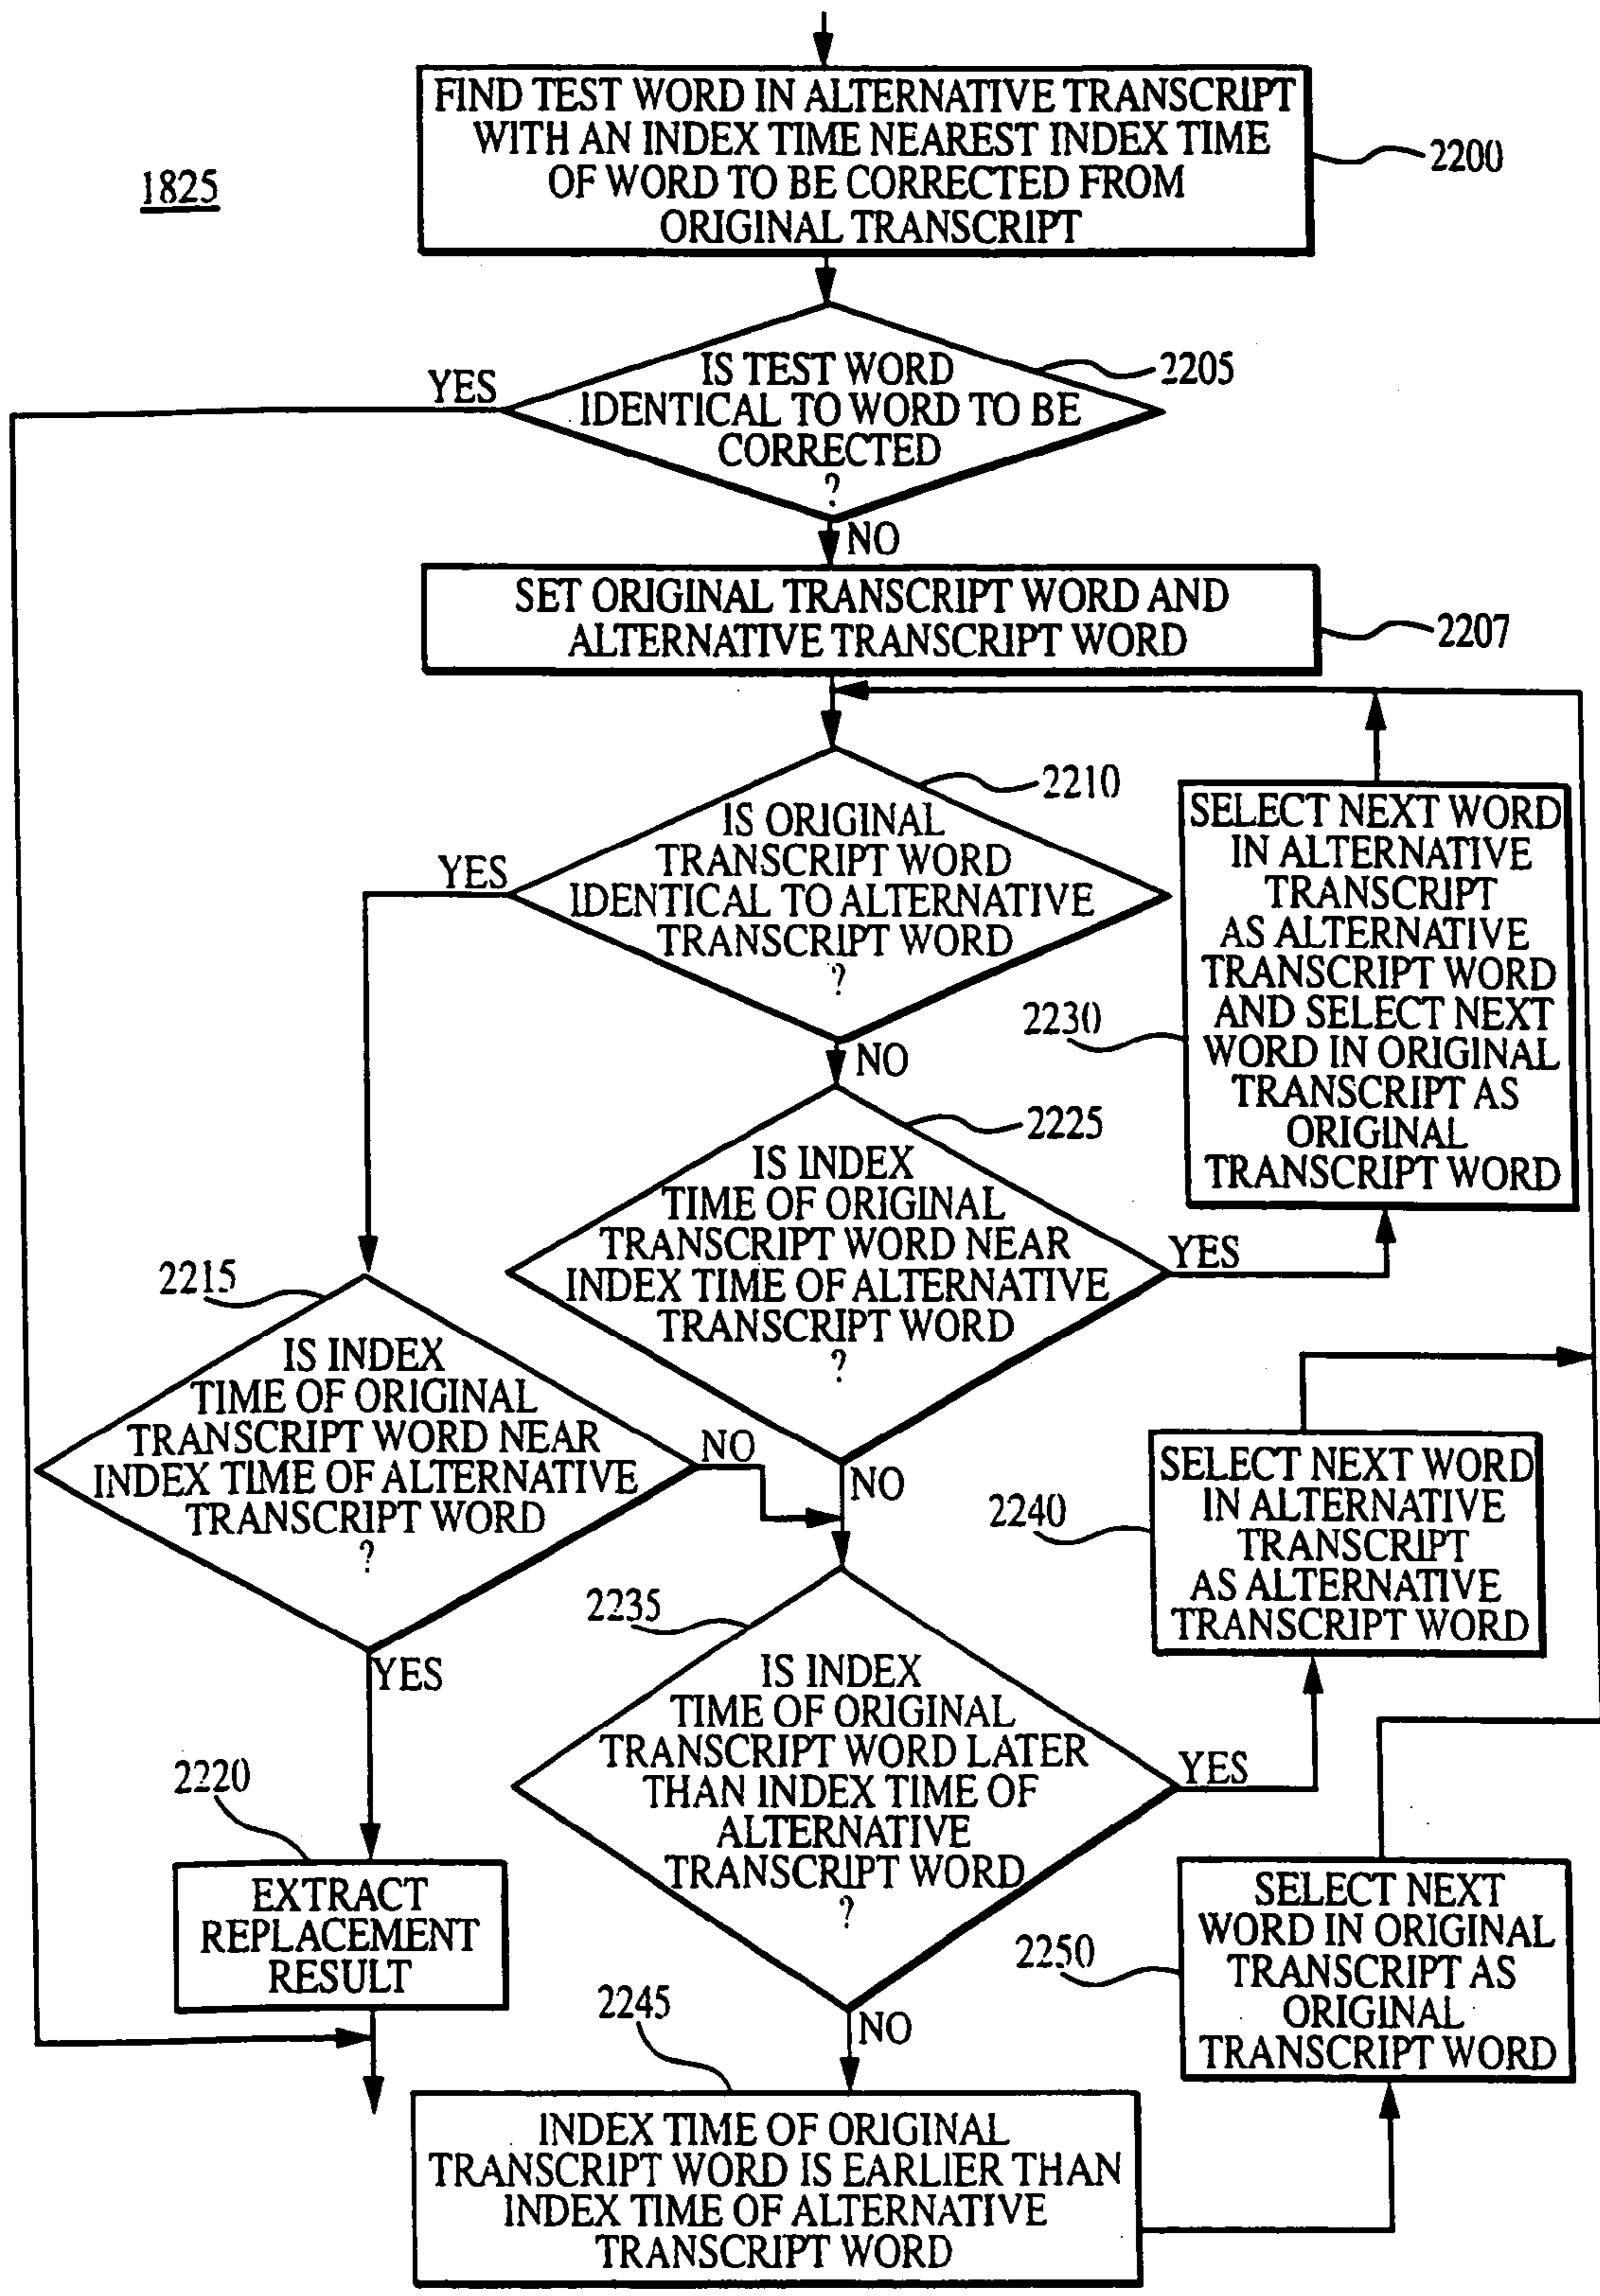 FIND TEST WORD IN ALTERNATIVE TRANSCRIPT
WITH AN INDEX TIME NEAREST INDEX TIME
OF WORD TO BE CORRECTED FROM
ORIGINAL TRANSCRIPT
2200
1825
IS TEST WORD
IDENTICAL TO WORD TO BE
CORRECTED
?
2205
YES
NO
SET ORIGINAL TRANSCRIPT WORD AND
ALTERNATIVE TRANSCRIPT WORD
2207
2210
IS ORIGINAL
TRANSCRIPT WORD
IDENTICAL TO ALTERNATIVE
TRANSCRIPT WORD
?
YES
NO
SELECT NEXT WORD
IN ALTERNATIVE
TRANSCRIPT
AS ALTERNATIVE
TRANSCRIPT WORD
AND SELECT NEXT
WORD IN ORIGINAL
TRANSCRIPT AS
ORIGINAL
TRANSCRIPT WORD
2230
2225
IS INDEX
TIME OF ORIGINAL
TRANSCRIPT WORD NEAR
INDEX TIME OF ALTERNATIVE
TRANSCRIPT WORD
?
YES
NO
2215
IS INDEX
TIME OF ORIGINAL
TRANSCRIPT WORD NEAR
INDEX TIME OF ALTERNATIVE
TRANSCRIPT WORD
?
NO
YES
SELECT NEXT WORD
IN ALTERNATIVE
TRANSCRIPT
AS ALTERNATIVE
TRANSCRIPT WORD
2240
2235
IS INDEX
TIME OF ORIGINAL
TRANSCRIPT WORD LATER
THAN INDEX TIME OF
ALTERNATIVE
TRANSCRIPT WORD
?
YES
NO
2220
EXTRACT
REPLACEMENT
RESULT
SELECT NEXT
WORD IN ORIGINAL
TRANSCRIPT AS
ORIGINAL
TRANSCRIPT WORD
2250
2245
INDEX TIME OF ORIGINAL
TRANSCRIPT WORD IS EARLIER THAN
INDEX TIME OF ALTERNATIVE
TRANSCRIPT WORD